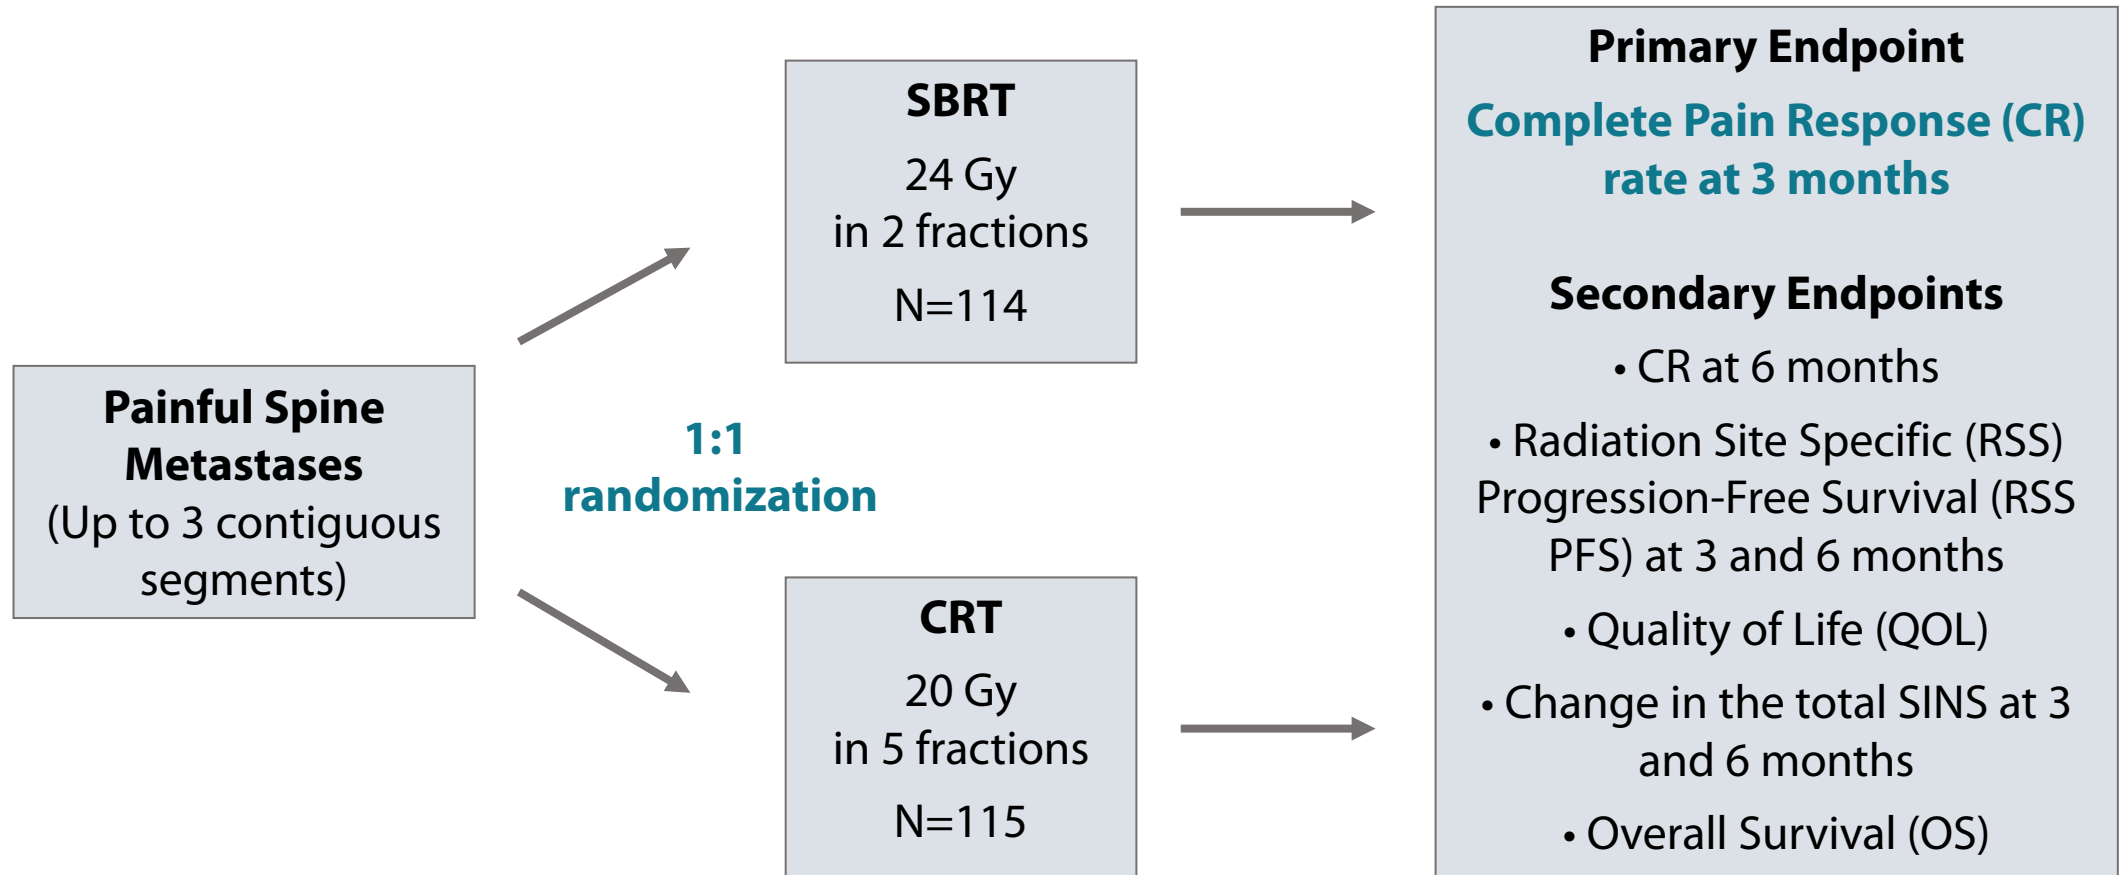 Painful Spine
Metastases
(Up to 3 contiguous
segments)
1:1
randomization
SBRT
24 Gy
in 2 fractions
N=114
CRT
20 Gy
in 5 fractions
N=115
Primary Endpoint
Complete Pain Response (CR)
rate at 3 months
Secondary Endpoints
• CR at 6 months
• Radiation Site Specific (RSS)
Progression-Free Survival (RSS
PFS) at 3 and 6 months
• Quality of Life (QOL)
• Change in the total SINS at 3
and 6 months
• Overall Survival (OS)